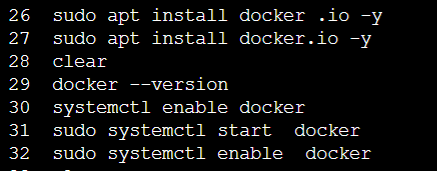 26 sudo apt install docker .io -y
27 sudo apt install docker.io -y
28 clear
29 docker --version
30 systemctl enable docker
31 sudo systemctl start  docker
32 sudo systemctl enable  docker